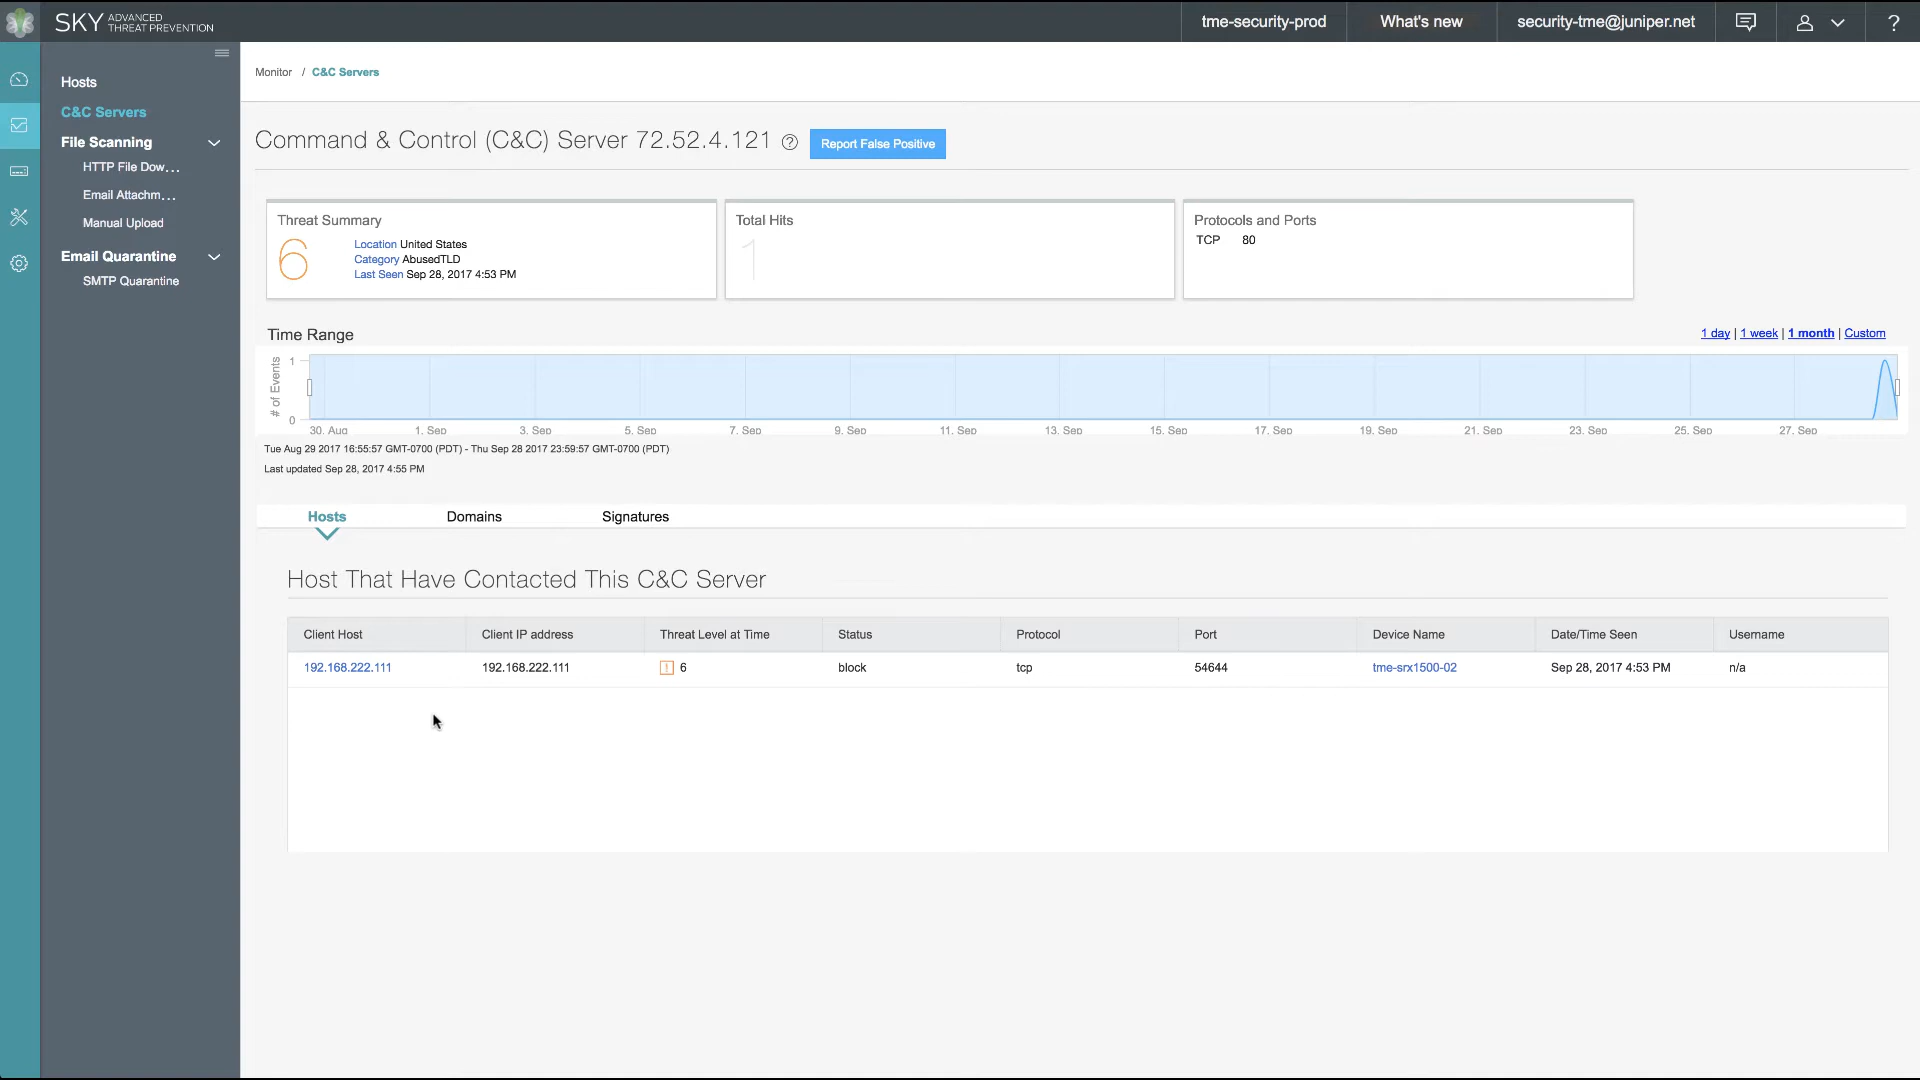 SKY ADVANCED THREAT PREVENTION
tme-security-prod
What's new
security-tme@juniper.net
?
Hosts
C&C Servers
File Scanning
HTTP File Dow...
Email Attachm...
Manual Upload
Email Quarantine
SMTP Quarantine
Monitor / C&C Servers
Command & Control (C&C) Server 72.52.4.121 ? Report False Positive
Threat Summary
6
Location United States
Category AbusedTLD
Last Seen Sep 28, 2017 4:53 PM
Total Hits
1
Protocols and Ports
TCP 80
Time Range
1 day | 1 week | 1 month | Custom
# of Events
1
0
30. Aug 1. Sep 3. Sep 5. Sep 7. Sep 9. Sep 11. Sep 13. Sep 15. Sep 17. Sep 19. Sep 21. Sep 23. Sep 25. Sep 27. Sep
Tue Aug 29 2017 16:55:57 GMT-0700 (PDT) - Thu Sep 28 2017 23:59:57 GMT-0700 (PDT)
Last updated Sep 28, 2017 4:55 PM
Hosts Domains Signatures
Host That Have Contacted This C&C Server
Client Host Client IP address Threat Level at Time Status Protocol Port Device Name Date/Time Seen Username
192.168.222.111 192.168.222.111 ! 6 block tcp 54644 tme-srx1500-02 Sep 28, 2017 4:53 PM n/a